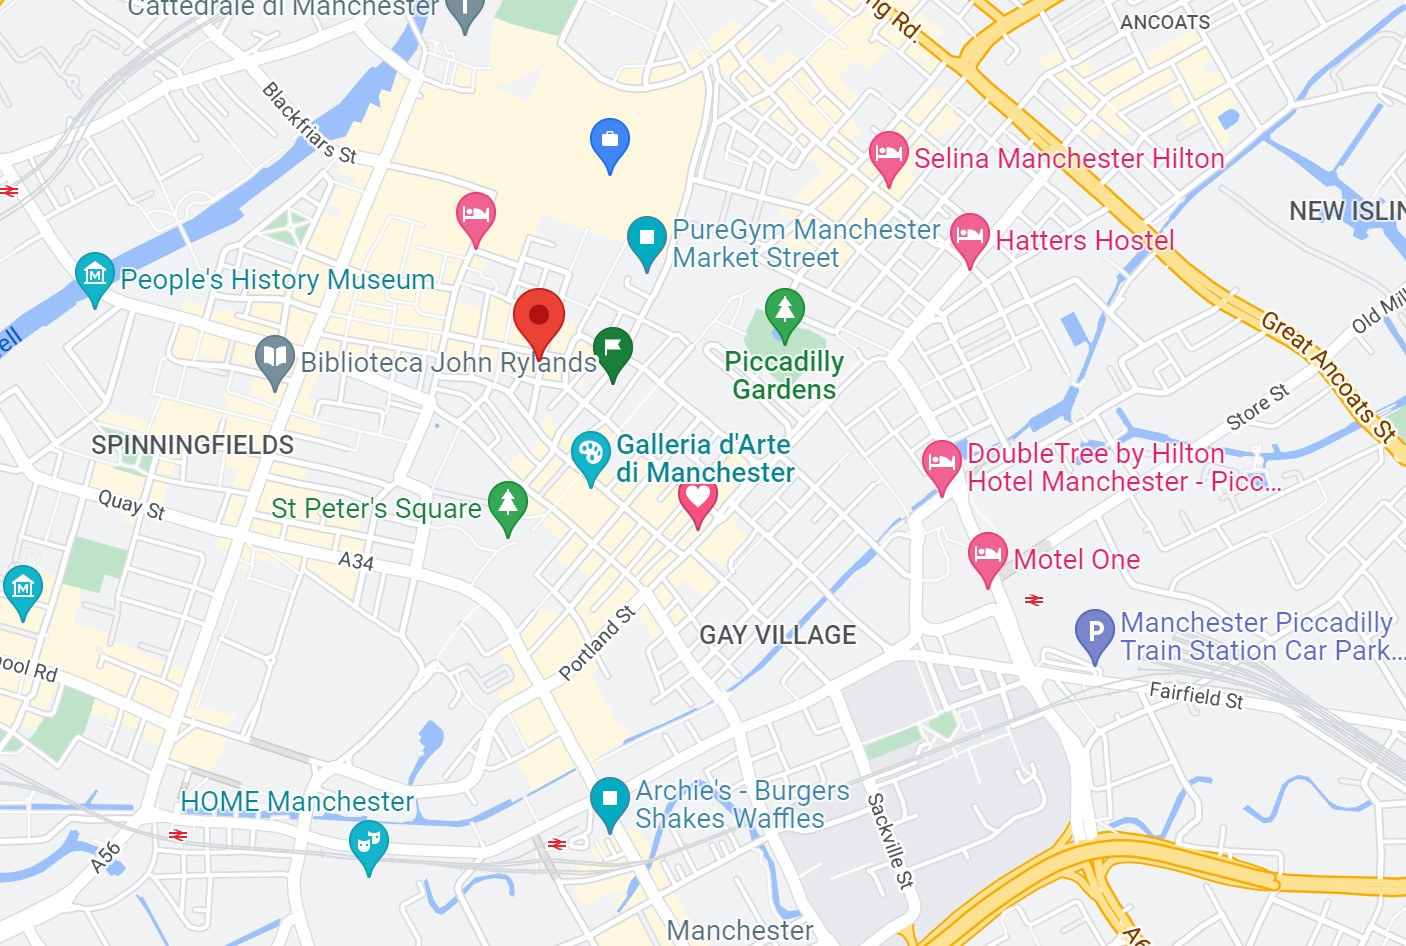 Cattedrale di Manchester
ng Rd.
ANCOATS
Blackfriars St
Selina Manchester Hilton
NEW ISLIN
PureGym Manchester
Market Street
Hatters Hostel
People's History Museum
M
ell
Biblioteca John Rylands
Piccadilly
Gardens
Old Mill
Great Ancoats St
Store St
SPINNINGFIELDS
Galleria d'Arte
di Manchester
DoubleTree by Hilton
Hotel Manchester - Picc...
Quay St
St Peter's Square
A34
Motel One
M
Portland St
GAY VILLAGE
P
Manchester Piccadilly
Train Station Car Park...
pool Rd
Fairfield St
HOME Manchester
Archie's - Burgers
Shakes Waffles
Sackville St
A56
Manchester
A6